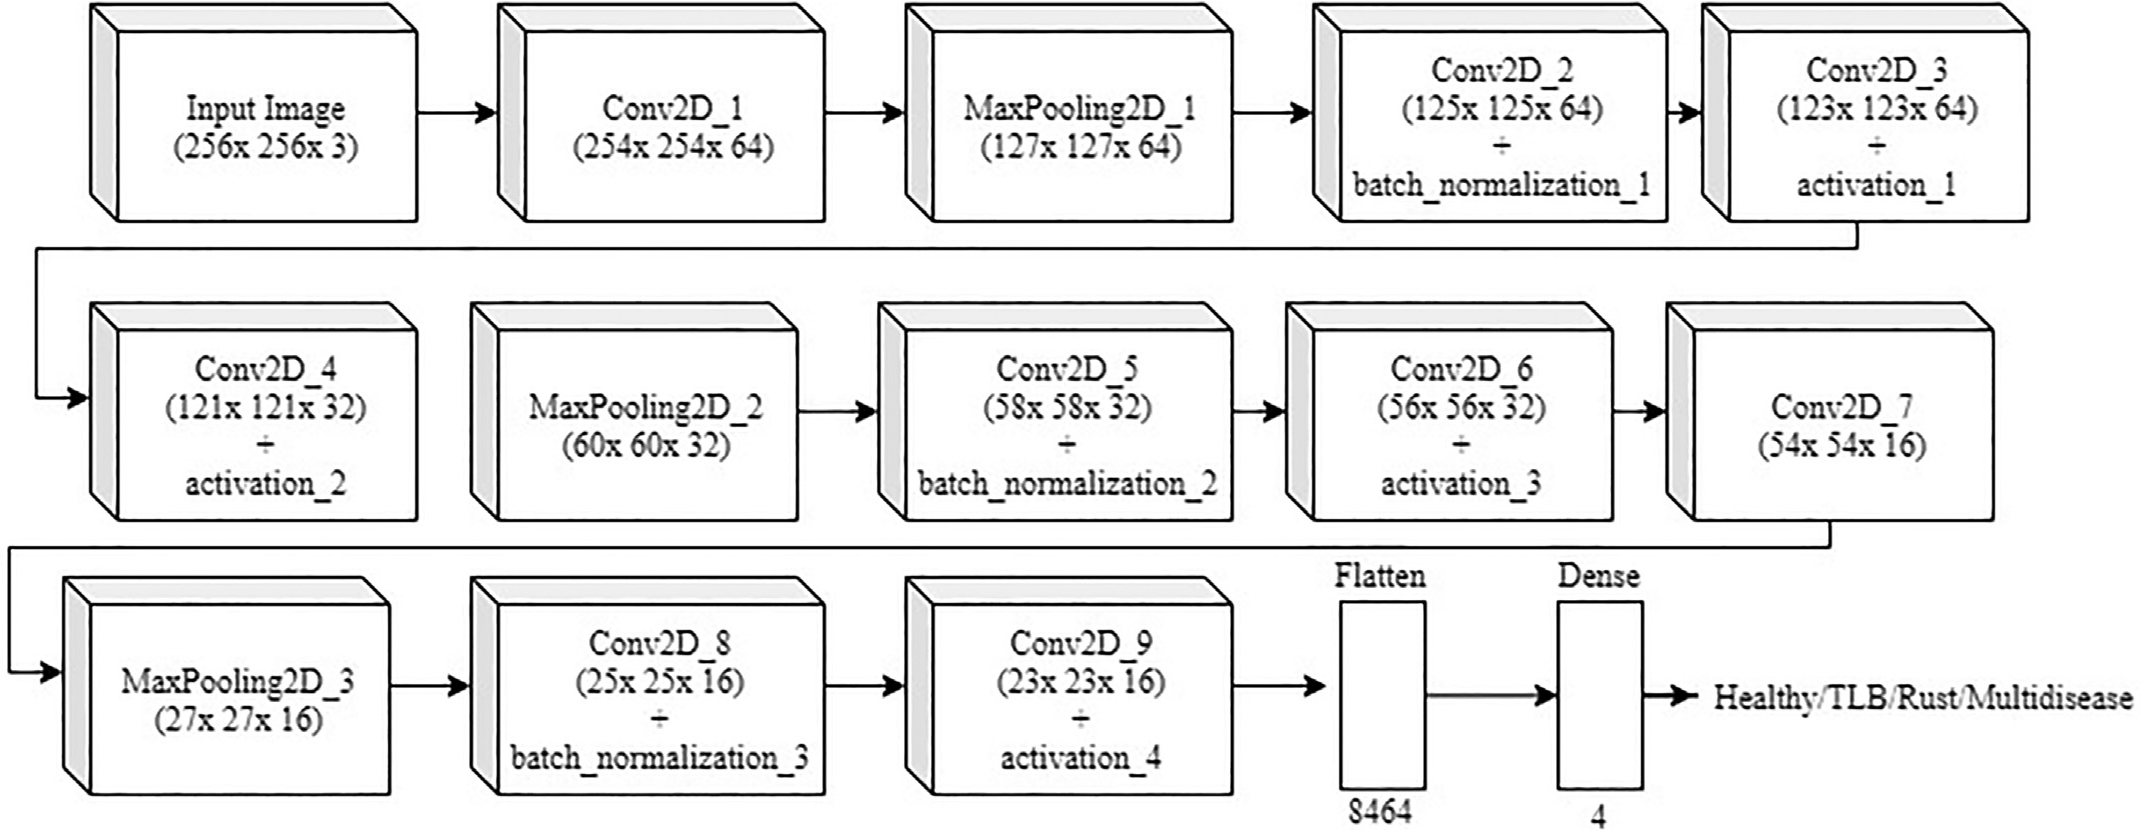 Input Image
(256x 256x 3)
Conv2D_1
(254x 254x 64)
MaxPooling2D_1
(127x 127x 64)
Conv2D_2
(125x 125x 64)
÷
batch_normalization_1
Conv2D_3
(123x 123x 64)
÷
activation_1
Conv2D_4
(121x 121x 32)
÷
activation_2
MaxPooling2D_2
(60x 60x 32)
Conv2D_5
(58x 58x 32)
÷
batch_normalization_2
Conv2D_6
(56x 56x 32)
÷
activation_3
Conv2D_7
(54x 54x 16)
MaxPooling2D_3
(27x 27x 16)
Conv2D_8
(25x 25x 16)
÷
batch_normalization_3
Conv2D_9
(23x 23x 16)
÷
activation_4
Flatten
8464
Dense
4
Healthy/TLB/Rust/Multidisease